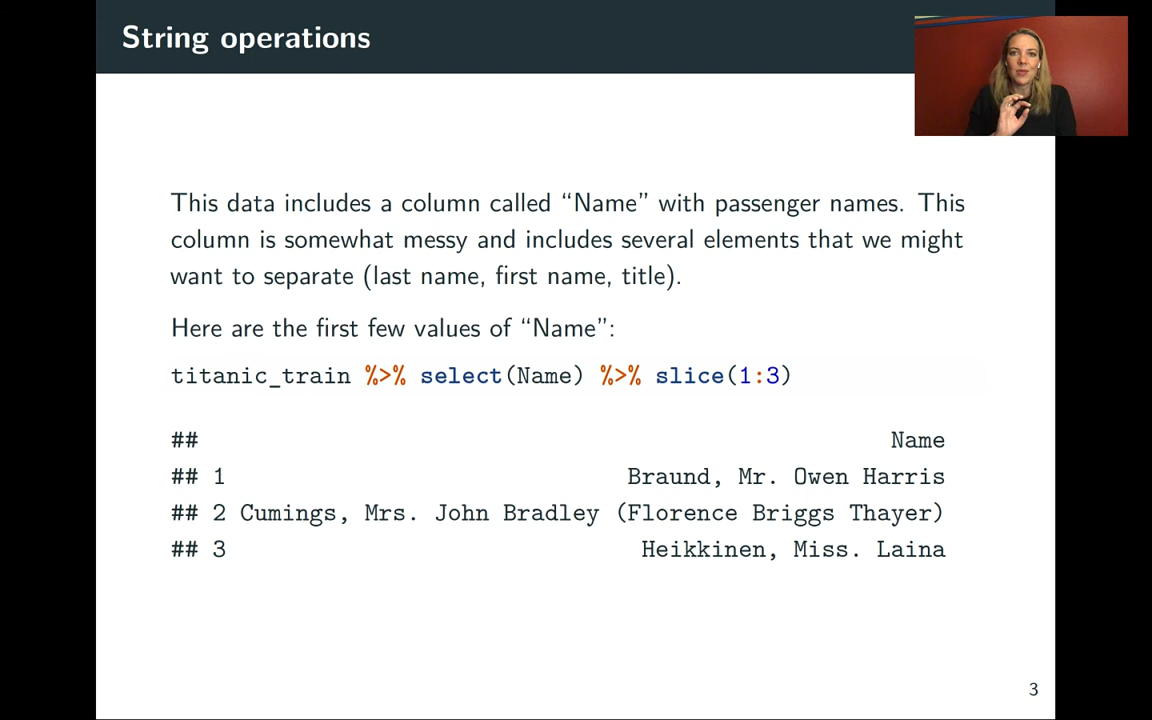 String operations
This data includes a column called “Name” with passenger names. This
column is somewhat messy and includes several elements that we might
want to separate (last name, first name, title).
Here are the first few values of “Name”:
titanic_train %>% select(Name) %>% slice(1:3)
## Name
## 1 Braund, Mr. Owen Harris
## 2 Cumings, Mrs. John Bradley (Florence Briggs Thayer)
## 3 Heikkinen, Miss. Laina
3